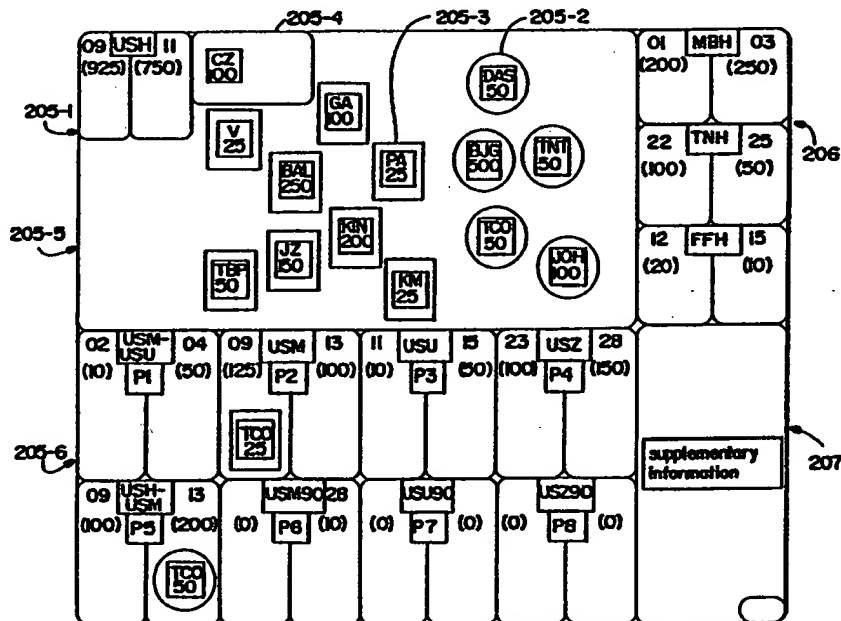 205-4
205-3
205-2
09 USH 11
(925) (750)
CZ
100
DAS
50
01 MBH 03
(200) (250)
205-1
GA
100
V
25
206
BAL
250
PA
25
BJG
500
TNT
50
22 TNH 25
(100) (50)
205-5
KIN
200
TCO
50
JZ
150
TBP
50
KM
25
JOH
100
12 FFH 15
(20) (10)
02 USM-USU 04
(10) P1 (50)
09 USM 13
(125) P2 (100)
11 USU 15
(10) P3 (50)
23 USZ 28
(100) P4 (150)
TCO
25
205-6
supplementary
information
207
09 USH-USM 13
(100) P5 (200)
USM90 28
(0) P6 (10)
USU90
(0) P7 (0)
USZ90
(0) P8 (0)
TCO
50